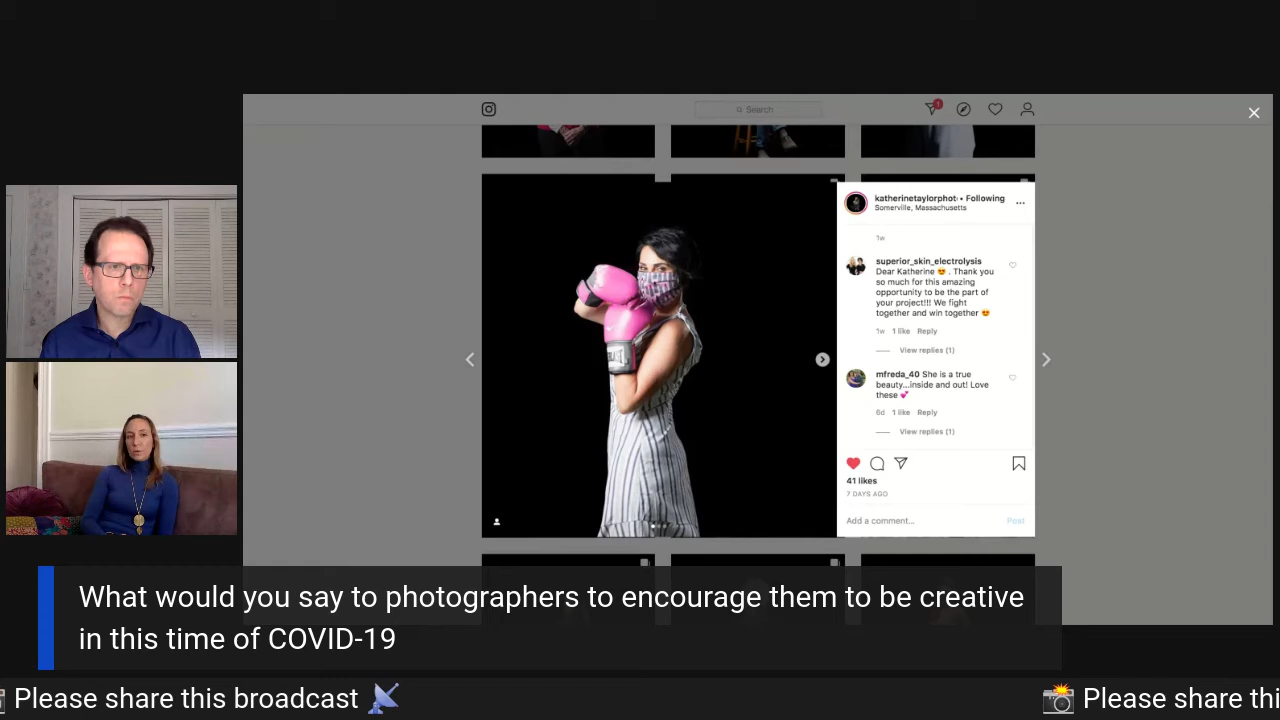 Search
1
katherinetaylorphot • Following
Somerville, Massachusetts
1w
superior_skin_electrolysis
Dear Katherine 😍 . Thank you
so much for this amazing
opportunity to be the part of
your project!!! We fight
together and win together 😍
1w 1 like Reply
View replies (1)
mfreda_40 She is a true
beauty...inside and out! Love
these 💕
6d 1 like Reply
View replies (1)
41 likes
7 DAYS AGO
Add a comment... Post
What would you say to photographers to encourage them to be creative
in this time of COVID-19
Please share this broadcast 📡 📸 Please share thi